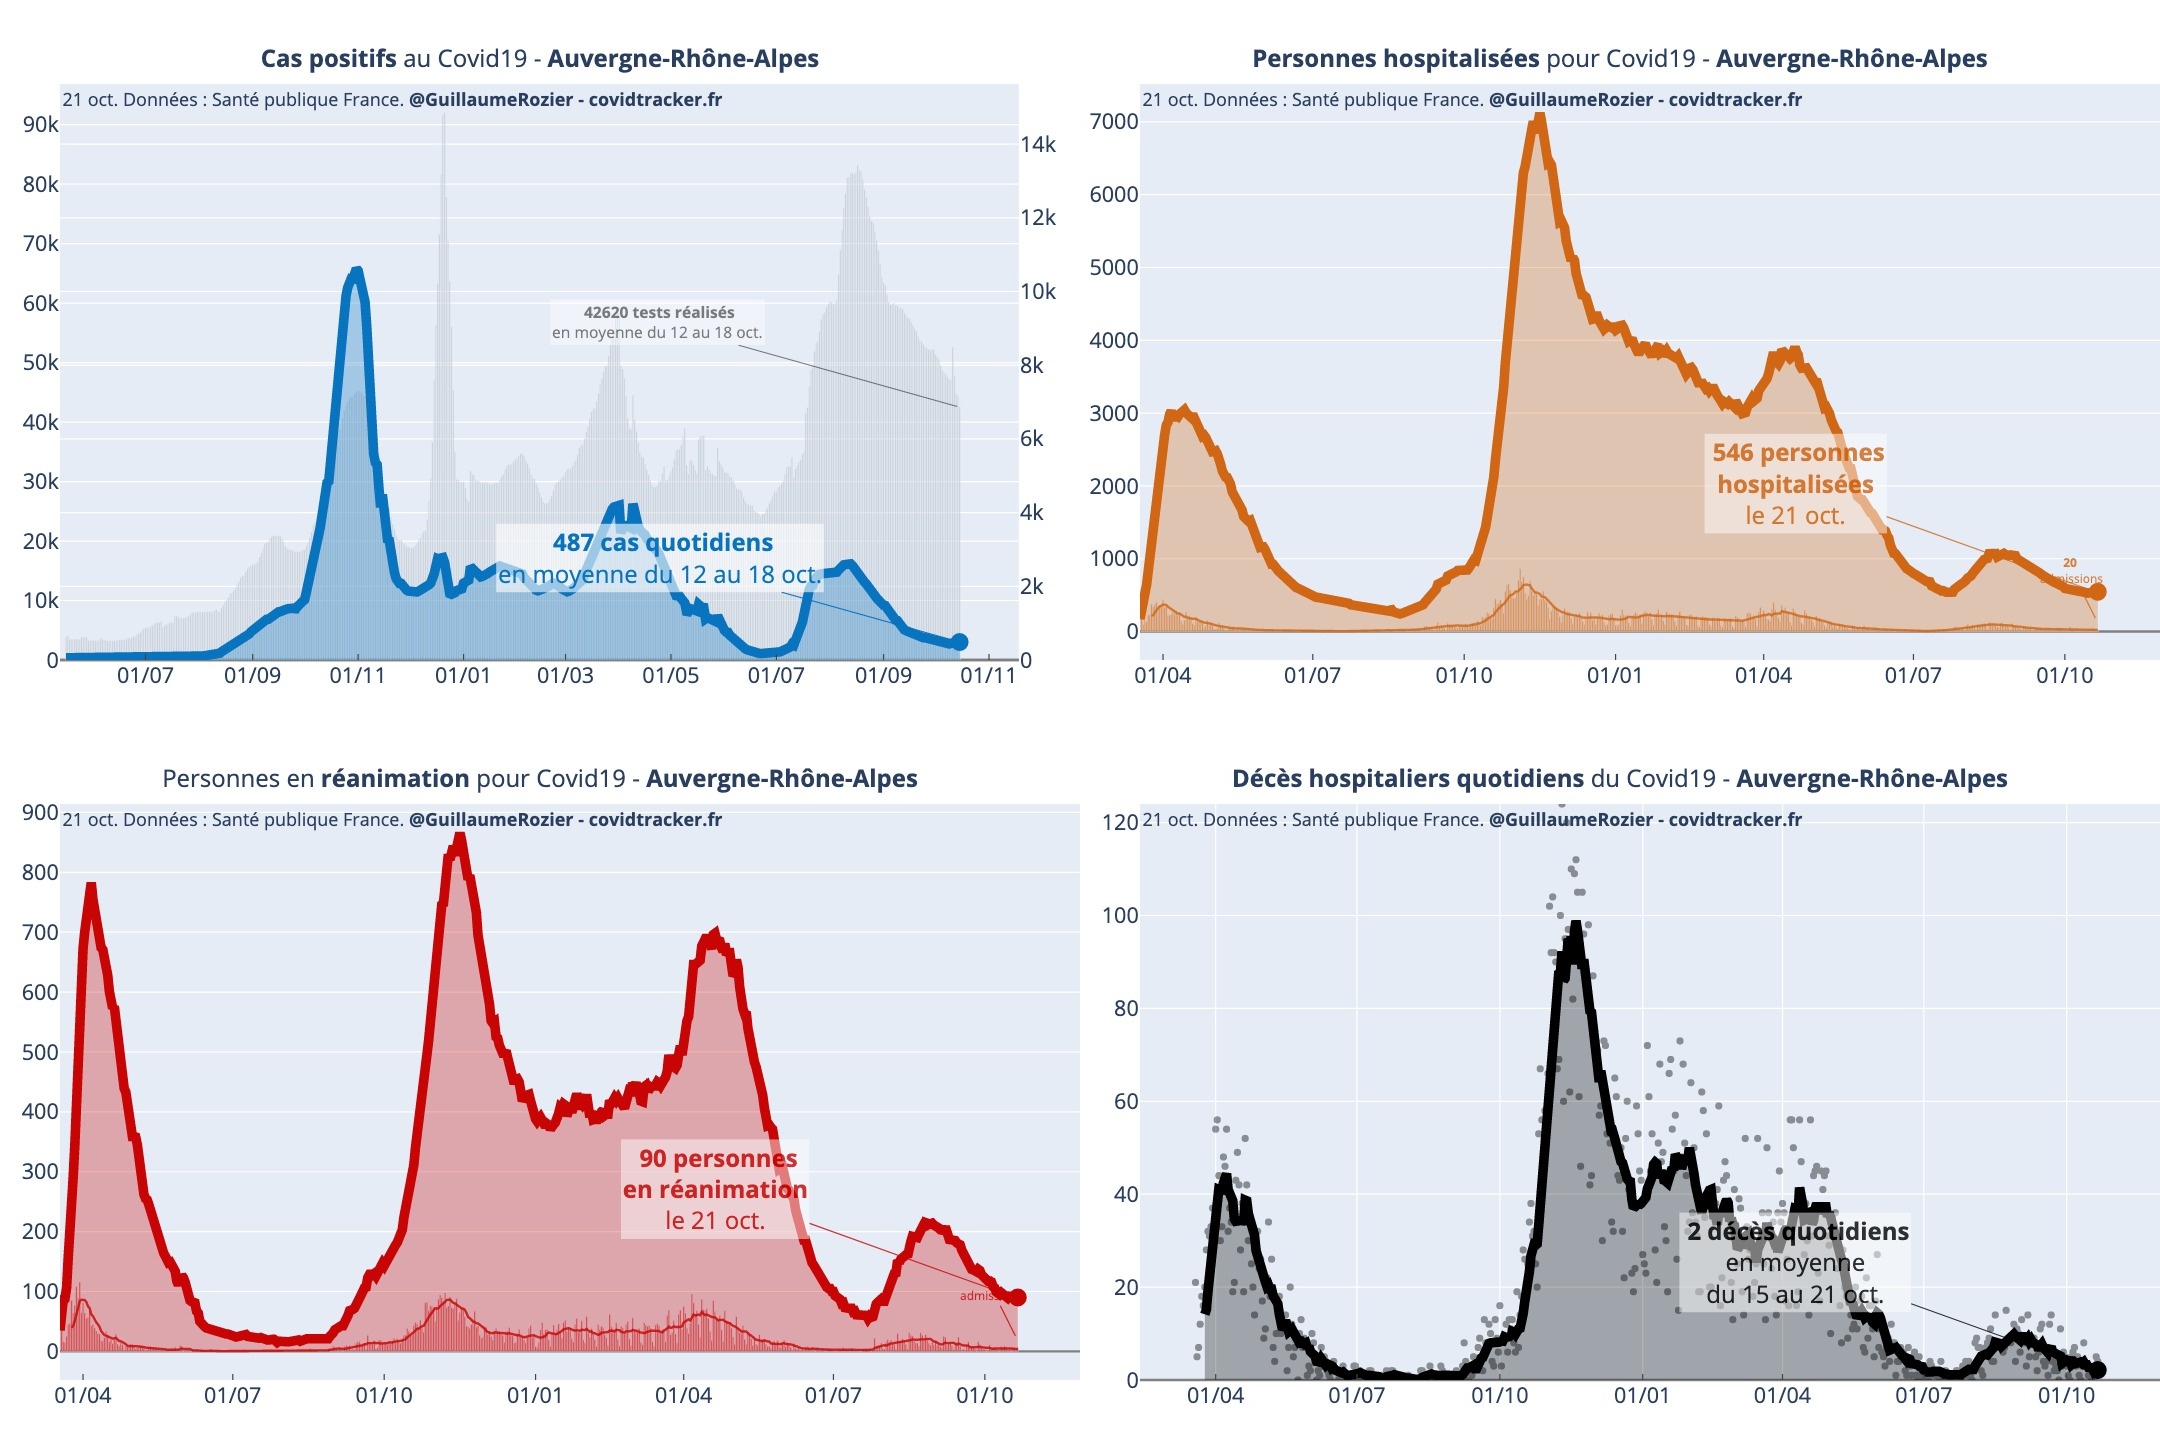 Cas positifs au Covid19 - Auvergne-Rhône-Alpes
21 oct. Données : Santé publique France. @GuillaumeRozier - covidtracker.fr
90k
80k
70k
60k
50k
40k
30k
20k
10k
0
14k
12k
10k
8k
6k
4k
2k
0
42620 tests réalisés
en moyenne du 12 au 18 oct.
487 cas quotidiens
en moyenne du 12 au 18 oct.
01/07 01/09 01/11 01/01 01/03 01/05 01/07 01/09 01/11
Personnes hospitalisées pour Covid19 - Auvergne-Rhône-Alpes
21 oct. Données : Santé publique France. @GuillaumeRozier - covidtracker.fr
7000
6000
5000
4000
3000
2000
1000
0
546 personnes
hospitalisées
le 21 oct.
20
admissions
01/04 01/07 01/10 01/01 01/04 01/07 01/10
Personnes en réanimation pour Covid19 - Auvergne-Rhône-Alpes
21 oct. Données : Santé publique France. @GuillaumeRozier - covidtracker.fr
900
800
700
600
500
400
300
200
100
0
90 personnes
en réanimation
le 21 oct.
01/04 01/07 01/10 01/01 01/04 01/07 01/10
Décès hospitaliers quotidiens du Covid19 - Auvergne-Rhône-Alpes
21 oct. Données : Santé publique France. @GuillaumeRozier - covidtracker.fr
120
100
80
60
40
20
0
2 décès quotidiens
en moyenne
du 15 au 21 oct.
01/04 01/07 01/10 01/01 01/04 01/07 01/10